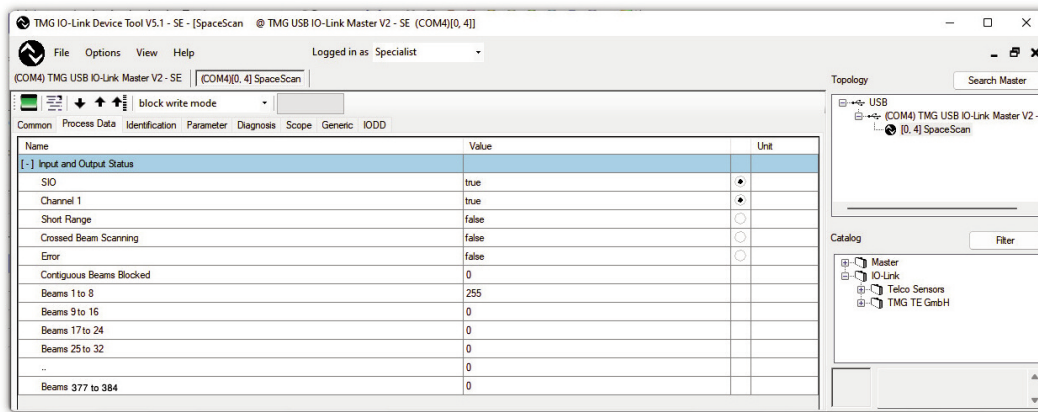 TMG IO-Link Device Tool V5.1 - SE - [SpaceScan @ TMG USB IO-Link Master V2 - SE (COM4)[0, 4]]
File Options View Help Logged in as Specialist
(COM4) TMG USB IO-Link Master V2 - SE (COM4)[0, 4] SpaceScan
block write mode
Common Process Data Identification Parameter Diagnosis Scope Generic IODD
Name Value Unit
[-] Input and Output Status
SIO true
Channel 1 true
Short Range false
Crossed Beam Scanning false
Error false
Contiguous Beams Blocked 0
Beams 1 to 8 255
Beams 9 to 16 0
Beams 17 to 24 0
Beams 25 to 32 0
.. 0
Beams 377 to 384 0
Topology Search Master
USB
(COM4) TMG USB IO-Link Master V2 -
[0, 4] SpaceScan
Catalog Filter
Master
IO-Link
Telco Sensors
TMG TE GmbH